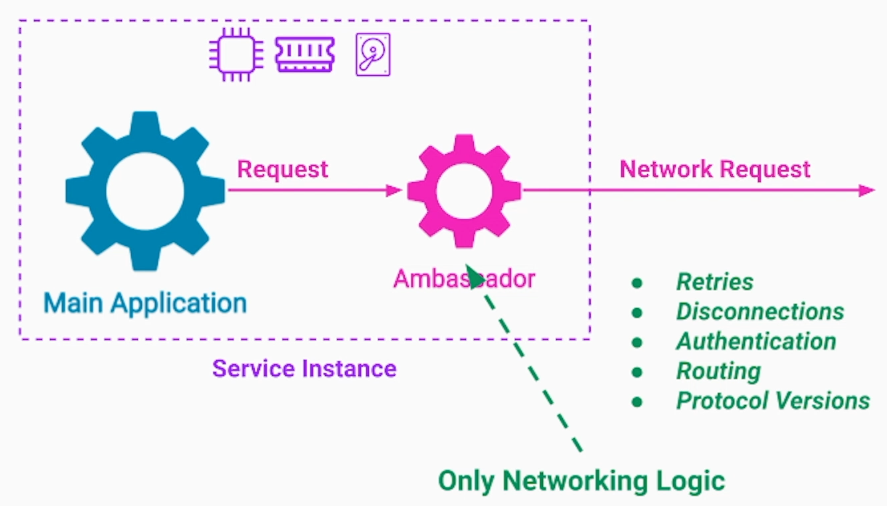 Request
Network Request
Main Application
Ambassador
Service Instance
● Retries
● Disconnections
● Authentication
● Routing
● Protocol Versions
Only Networking Logic